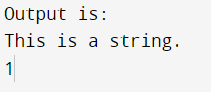 Output is:
This is a string.
1